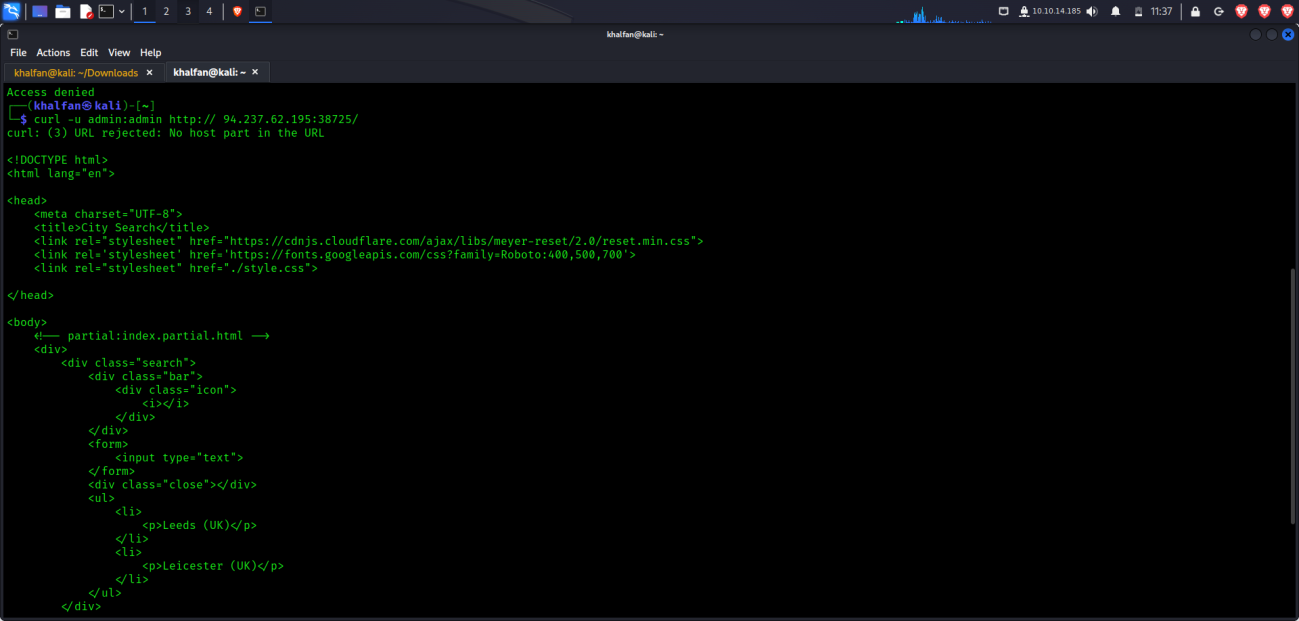 1 2 3 4 10.10.14.185 11:37
khalfan@kali: ~
File Actions Edit View Help
khalfan@kali: ~/Downloads × khalfan@kali: ~ ×
Access denied
┌──(khalfan㉿kali)-[~]
└─$ curl -u admin:admin http:// 94.237.62.195:38725/
curl: (3) URL rejected: No host part in the URL
<!DOCTYPE html>
<html lang="en">
<head>
<meta charset="UTF-8">
<title>City Search</title>
<link rel="stylesheet" href="https://cdnjs.cloudflare.com/ajax/libs/meyer-reset/2.0/reset.min.css">
<link rel='stylesheet' href='https://fonts.googleapis.com/css?family=Roboto:400,500,700'>
<link rel="stylesheet" href="./style.css">
</head>
<body>
<!-- partial:index.partial.html -->
<div>
<div class="search">
<div class="bar">
<div class="icon">
<i></i>
</div>
</div>
<form>
<input type="text">
</form>
<div class="close"></div>
<ul>
<li>
<p>Leeds (UK)</p>
</li>
<li>
<p>Leicester (UK)</p>
</li>
</ul>
</div>